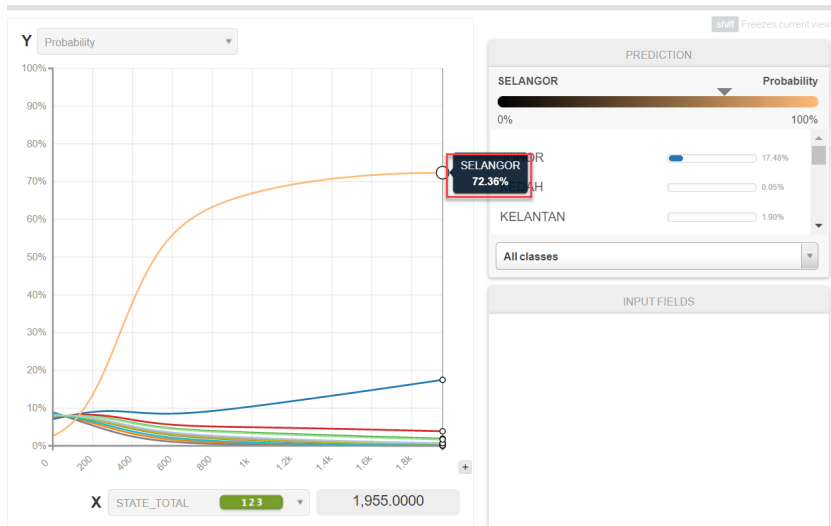 shift Freezes current view
Y Probability
100%
90%
80%
70%
60%
50%
40%
30%
20%
10%
0%
0 200 400 600 800 1k 1.2k 1.4k 1.6k 1.8k
+
X STATE_TOTAL 123 1,955.0000
SELANGOR
72.36%
PREDICTION
SELANGOR Probability
0% 100%
OR 17.48%
AH 0.05%
KELANTAN 1.90%
All classes
INPUT FIELDS